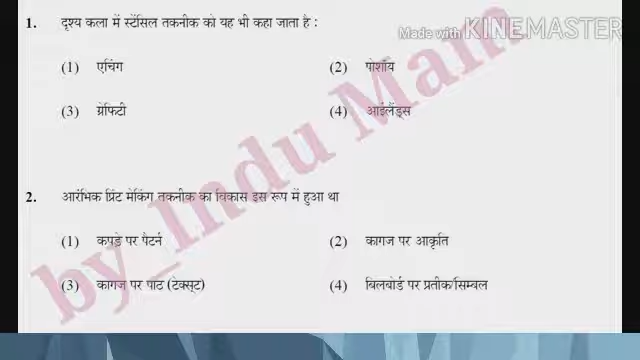 Made with KINEMASTER
1. दृश्य कला में स्टेंसिल तकनीक को यह भी कहा जाता है :
(1) एचिंग (2) पोशॉय
(3) ग्रेफिटी (4) आईलैंड्स
2. आरंभिक प्रिंट मेकिंग तकनीक का विकास इस रूप में हुआ था
(1) कपड़े पर पैटर्न (2) कागज पर आकृति
(3) कागज पर पाठ (टेक्स्ट) (4) बिलबोर्ड पर प्रतीक/सिम्बल
by_Indu Mam